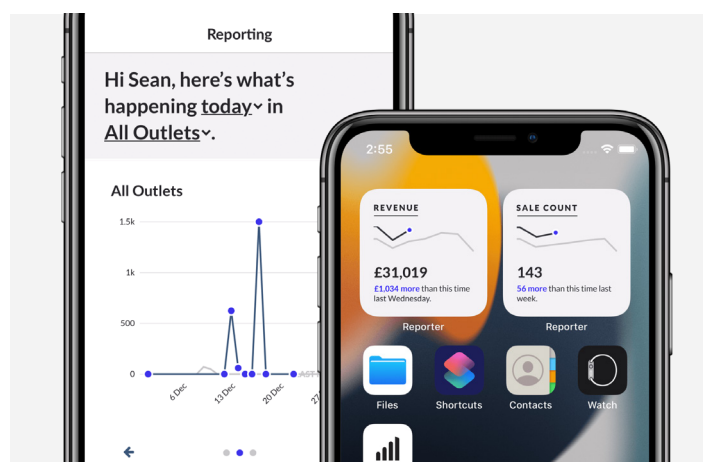 Reporting
Hi Sean, here's what's
happening today in
All Outlets.
All Outlets
1.5k
1k
500
0
6 Dec
13 Dec
20 Dec
2:55
REVENUE
£31,019
£1,034 more than this time
last Wednesday.
Reporter
SALE COUNT
143
56 more than this time last
week.
Reporter
Files
Shortcuts
Contacts
Watch